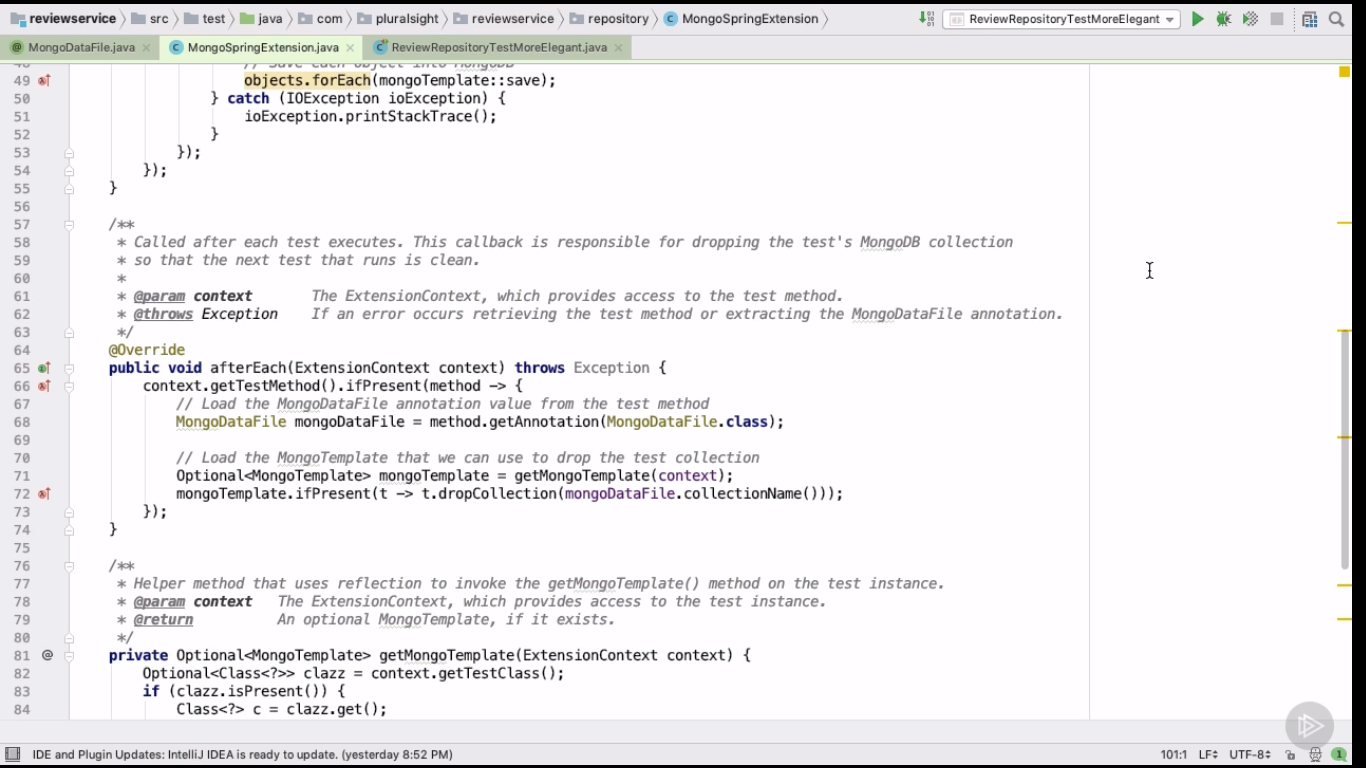 reviewservice src test java com pluralsight reviewservice repository MongoSpringExtension ReviewRepositoryTestMoreElegant
MongoDataFile.java MongoSpringExtension.java ReviewRepositoryTestMoreElegant.java
48 // Save each object into MongoDB
49 objects.forEach(mongoTemplate::save);
50 } catch (IOException ioException) {
51 ioException.printStackTrace();
52 }
53 });
54 });
55 }
56
57 /**
58 * Called after each test executes. This callback is responsible for dropping the test's MongoDB collection
59 * so that the next test that runs is clean.
60 *
61 * @param context The ExtensionContext, which provides access to the test method.
62 * @throws Exception If an error occurs retrieving the test method or extracting the MongoDataFile annotation.
63 */
64 @Override
65 public void afterEach(ExtensionContext context) throws Exception {
66 context.getTestMethod().ifPresent(method -> {
67 // Load the MongoDataFile annotation value from the test method
68 MongoDataFile mongoDataFile = method.getAnnotation(MongoDataFile.class);
69
70 // Load the MongoTemplate that we can use to drop the test collection
71 Optional<MongoTemplate> mongoTemplate = getMongoTemplate(context);
72 mongoTemplate.ifPresent(t -> t.dropCollection(mongoDataFile.collectionName()));
73 });
74 }
75
76 /**
77 * Helper method that uses reflection to invoke the getMongoTemplate() method on the test instance.
78 * @param context The ExtensionContext, which provides access to the test instance.
79 * @return An optional MongoTemplate, if it exists.
80 */
81 @ private Optional<MongoTemplate> getMongoTemplate(ExtensionContext context) {
82 Optional<Class<?>> clazz = context.getTestClass();
83 if (clazz.isPresent()) {
84 Class<?> c = clazz.get();
IDE and Plugin Updates: IntelliJ IDEA is ready to update. (yesterday 8:52 PM) 101:1 LF UTF-8 1